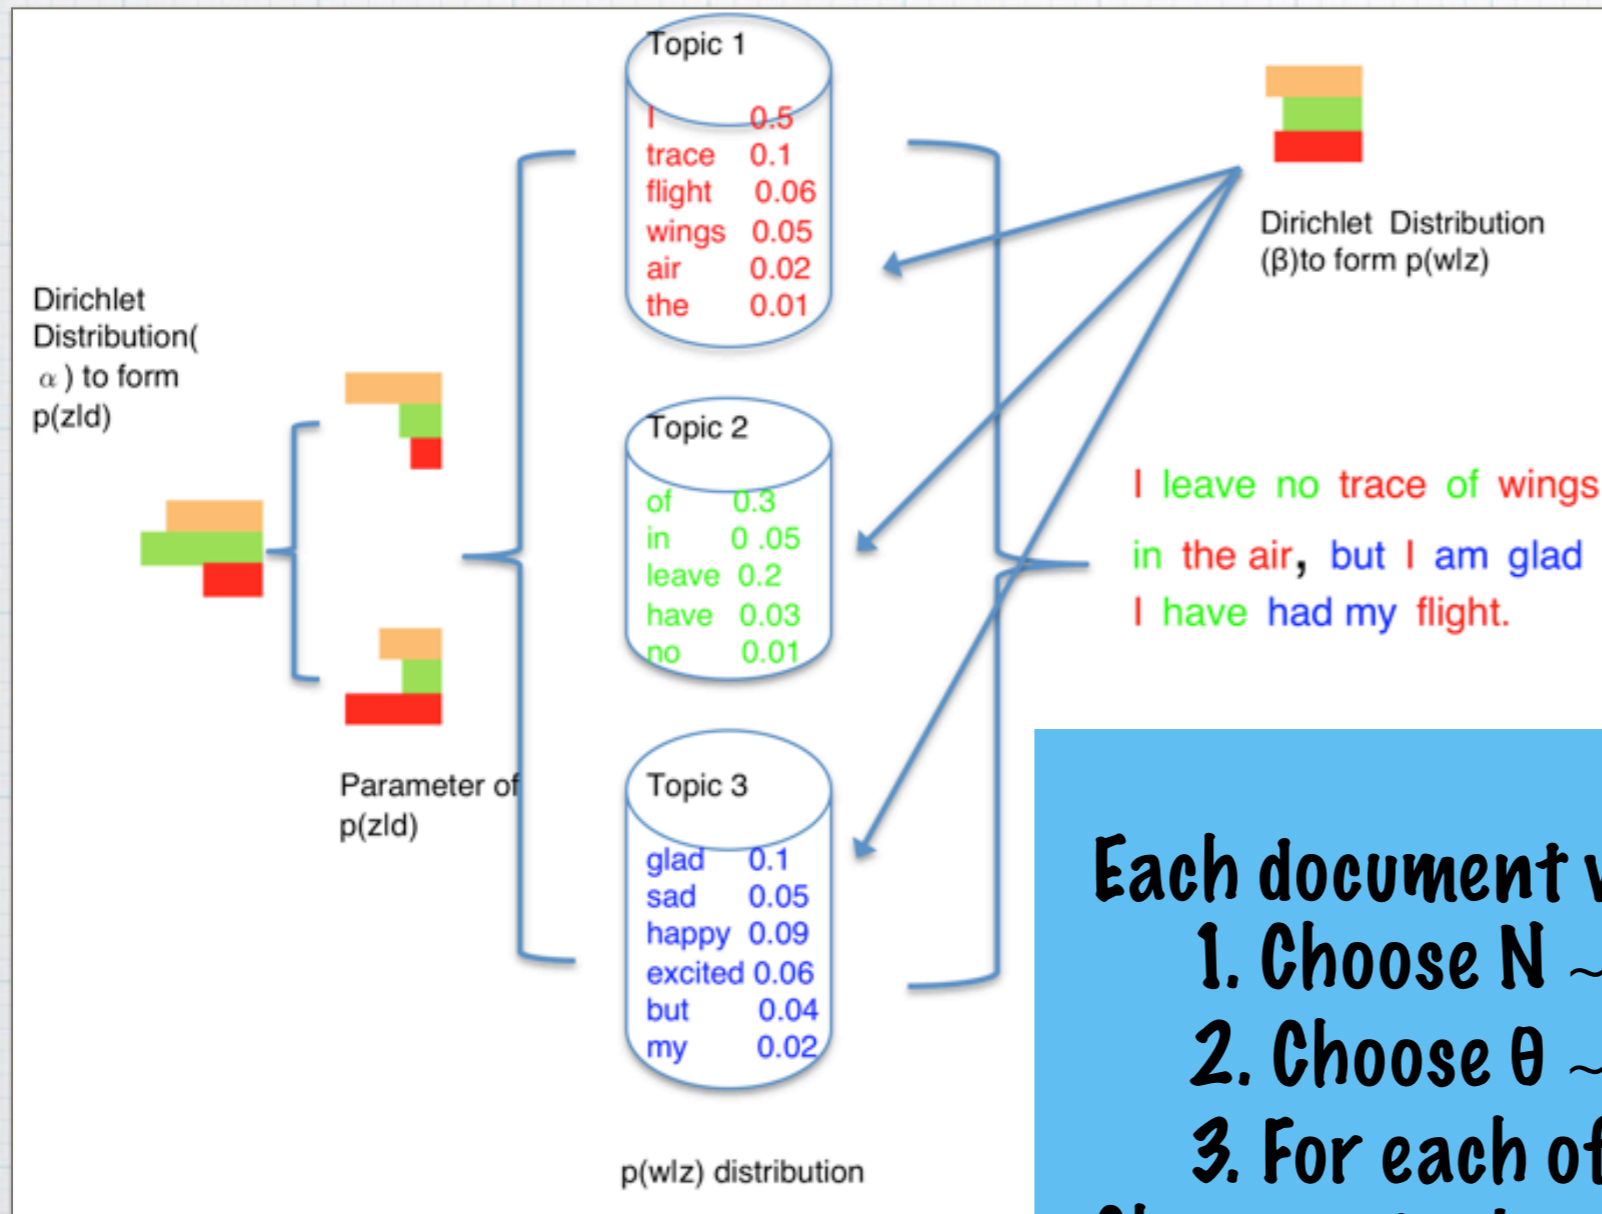 Dirichlet
Distribution(
α ) to form
p(z|d)
Parameter of
p(z|d)
Topic 1
I 0.5
trace 0.1
flight 0.06
wings 0.05
air 0.02
the 0.01
Topic 2
of 0.3
in 0 .05
leave 0.2
have 0.03
no 0.01
Topic 3
glad 0.1
sad 0.05
happy 0.09
excited 0.06
but 0.04
my 0.02
p(w|z) distribution
Dirichlet Distribution
(β)to form p(w|z)
I leave no trace of wings
in the air, but I am glad
I have had my flight.
Each document
1. Choose N ~
2. Choose θ ~
3. For each of